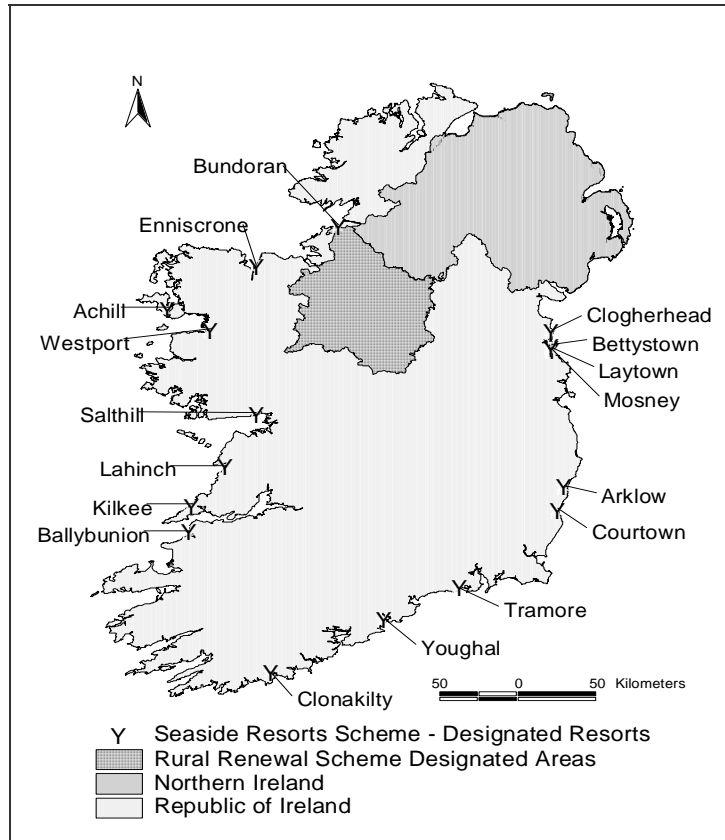 N
Bundoran
Enniscrone
Achill
Westport
Clogherhead
Bettystown
Laytown
Mosney
Salthill
Lahinch
Kilkee
Ballybunion
Arklow
Courtown
Tramore
Youghal
Clonakilty
50 0 50 Kilometers
Y Seaside Resorts Scheme - Designated Resorts
Rural Renewal Scheme Designated Areas
Northern Ireland
Republic of Ireland